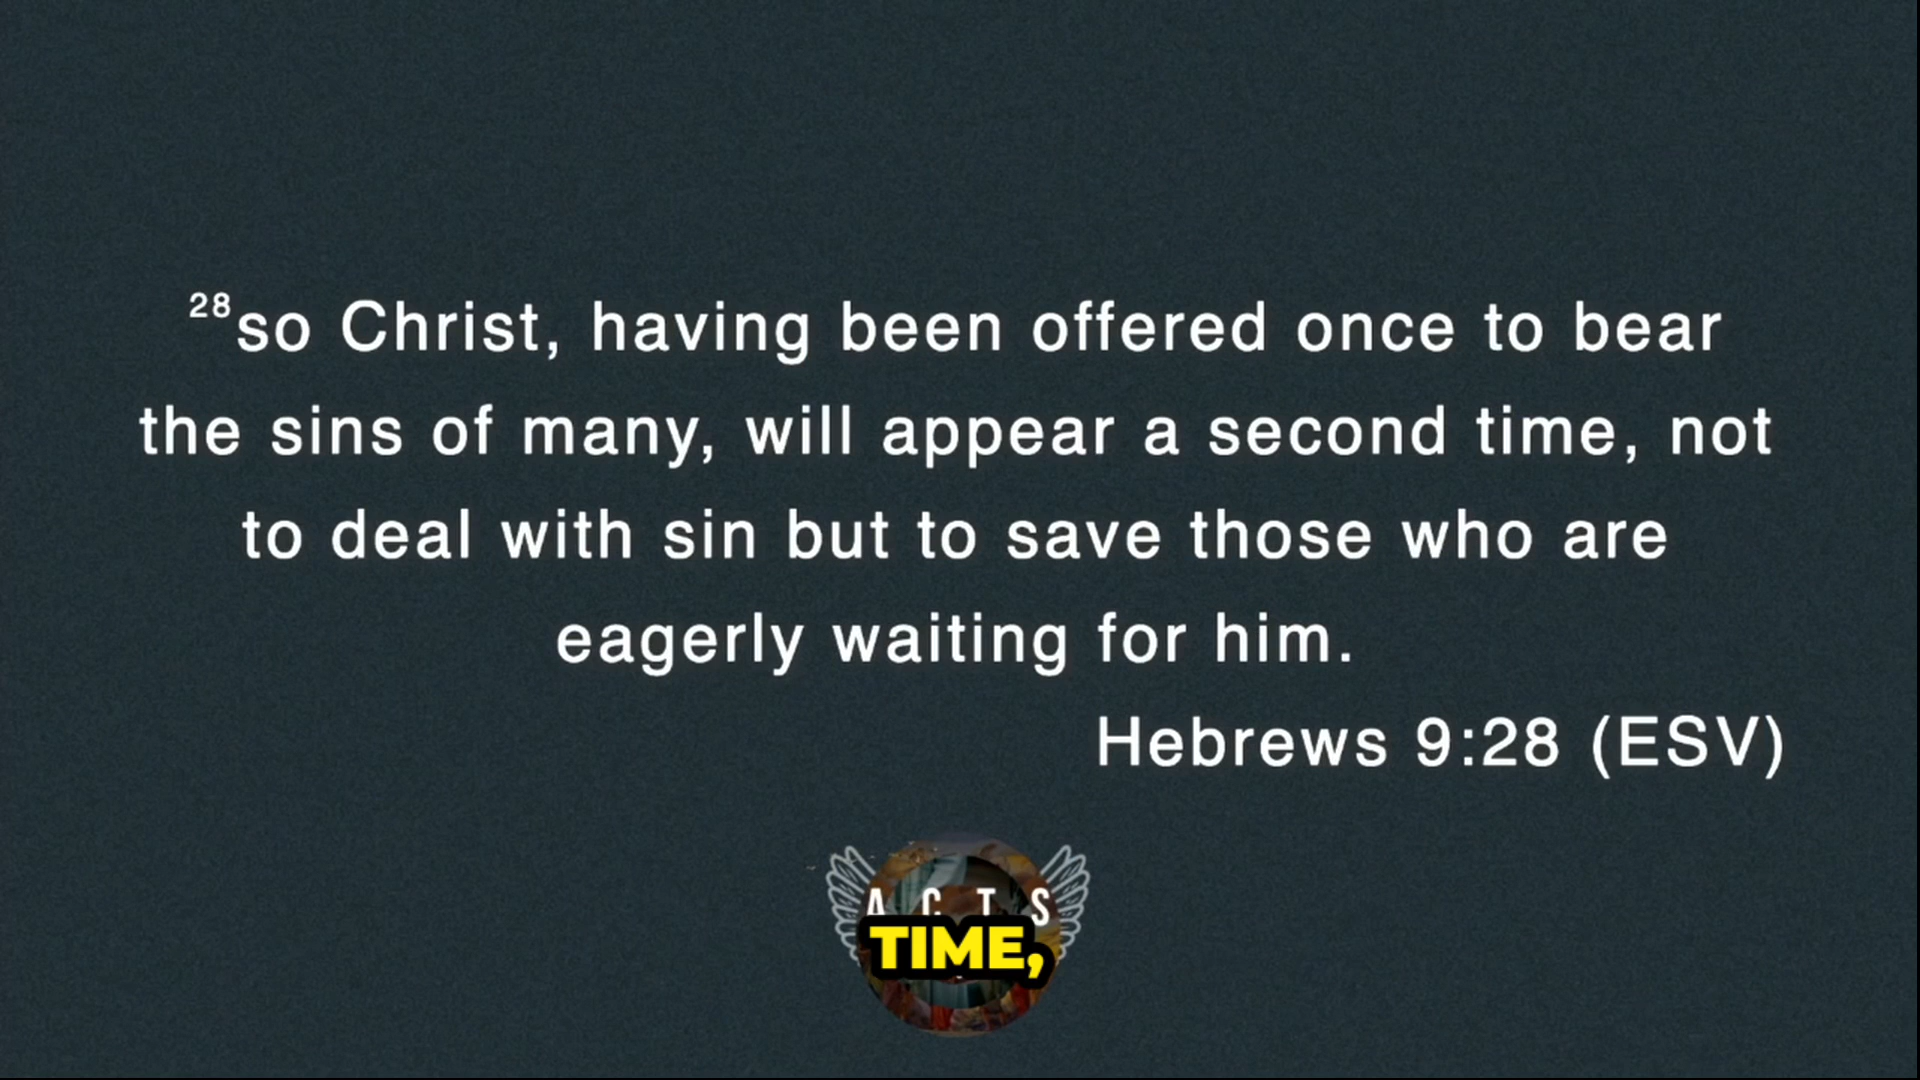 ²⁸so Christ, having been offered once to bear
the sins of many, will appear a second time, not
to deal with sin but to save those who are
eagerly waiting for him.
Hebrews 9:28 (ESV)
ACTS
TIME,